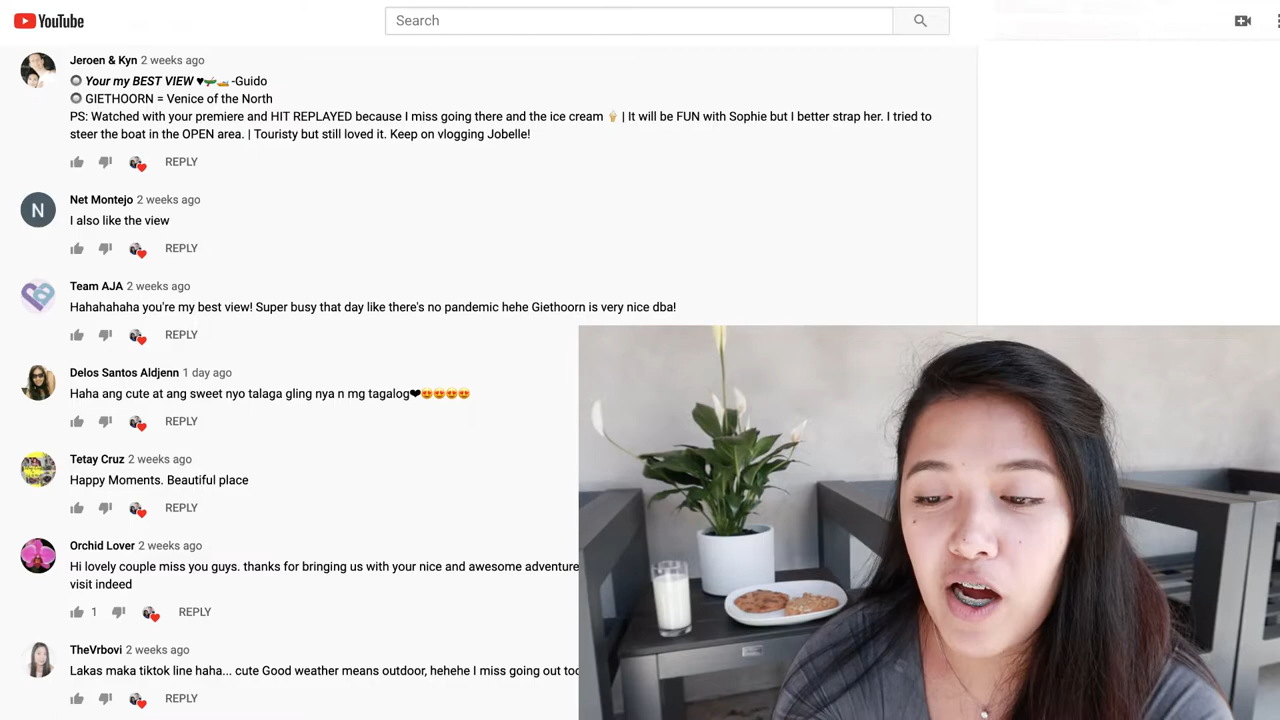 YouTube
Search
Jeroen & Kyn 2 weeks ago
Your my BEST VIEW ♥🛶🚤 -Guido
GIETHOORN = Venice of the North
PS: Watched with your premiere and HIT REPLAYED because I miss going there and the ice cream 🍦 | It will be FUN with Sophie but I better strap her. I tried to
steer the boat in the OPEN area. | Touristy but still loved it. Keep on vlogging Jobelle!
REPLY
N
Net Montejo 2 weeks ago
I also like the view
REPLY
Team AJA 2 weeks ago
Hahahahaha you're my best view! Super busy that day like there's no pandemic hehe Giethoorn is very nice dba!
REPLY
Delos Santos Aldjenn 1 day ago
Haha ang cute at ang sweet nyo talaga gling nya n mg tagalog❤😍😍😍😍
REPLY
Tetay Cruz 2 weeks ago
Happy Moments. Beautiful place
REPLY
Orchid Lover 2 weeks ago
Hi lovely couple miss you guys. thanks for bringing us with your nice and awesome adventure
visit indeed
1 REPLY
TheVrbovi 2 weeks ago
Lakas maka tiktok line haha... cute Good weather means outdoor, hehehe I miss going out too
REPLY